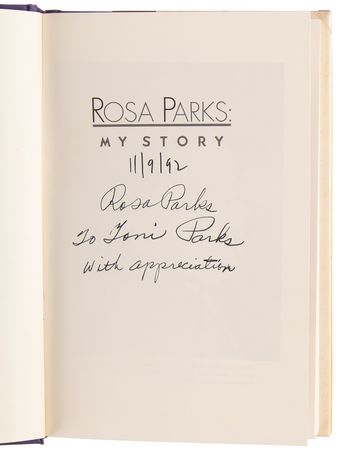 ROSA PARKS:
MY STORY
11/9/92
Rosa Parks
To Toni Parks
With appreciation